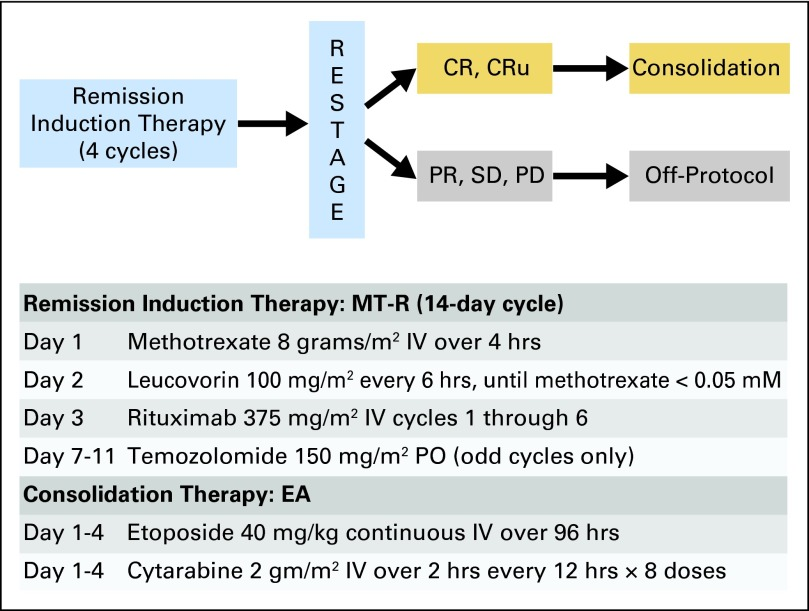 Remission
Induction Therapy
(4 cycles)
R
E
S
T
A
G
E
CR, CRu
Consolidation
PR, SD, PD
Off-Protocol
Remission Induction Therapy: MT-R (14-day cycle)
Day 1 Methotrexate 8 grams/m² IV over 4 hrs
Day 2 Leucovorin 100 mg/m² every 6 hrs, until methotrexate < 0.05 mM
Day 3 Rituximab 375 mg/m² IV cycles 1 through 6
Day 7-11 Temozolomide 150 mg/m² PO (odd cycles only)
Consolidation Therapy: EA
Day 1-4 Etoposide 40 mg/kg continuous IV over 96 hrs
Day 1-4 Cytarabine 2 gm/m² IV over 2 hrs every 12 hrs × 8 doses